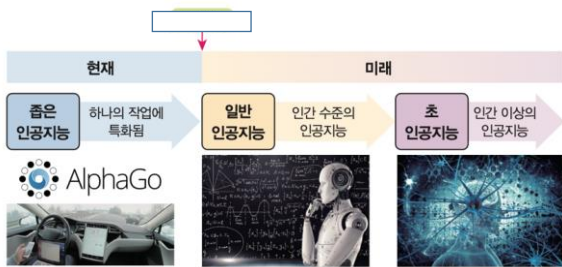 현재
미래
좁은
인공지능
하나의 작업에
특화됨
일반
인공지능
인간 수준의
인공지능
초
인공지능
인간 이상의
인공지능
AlphaGo